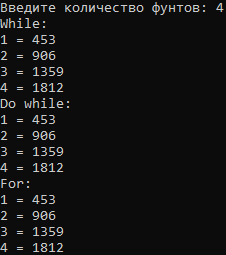 Введите количество фунтов: 4
While:
1 = 453
2 = 906
3 = 1359
4 = 1812
Do while:
1 = 453
2 = 906
3 = 1359
4 = 1812
For:
1 = 453
2 = 906
3 = 1359
4 = 1812